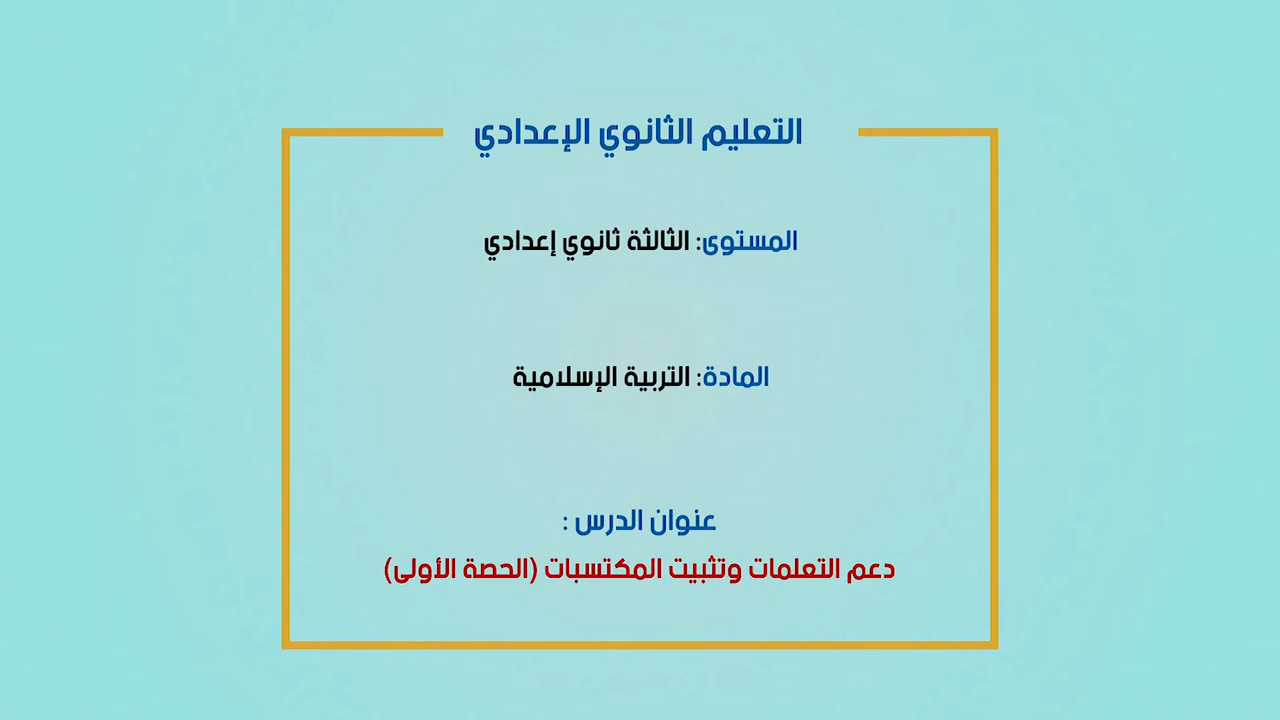 التعليم الثانوي الإعدادي
المستوى: الثالثة ثانوي إعدادي
المادة: التربية الإسلامية
عنوان الدرس :
دعم التعلمات وتثبيت المكتسبات (الحصة الأولى)